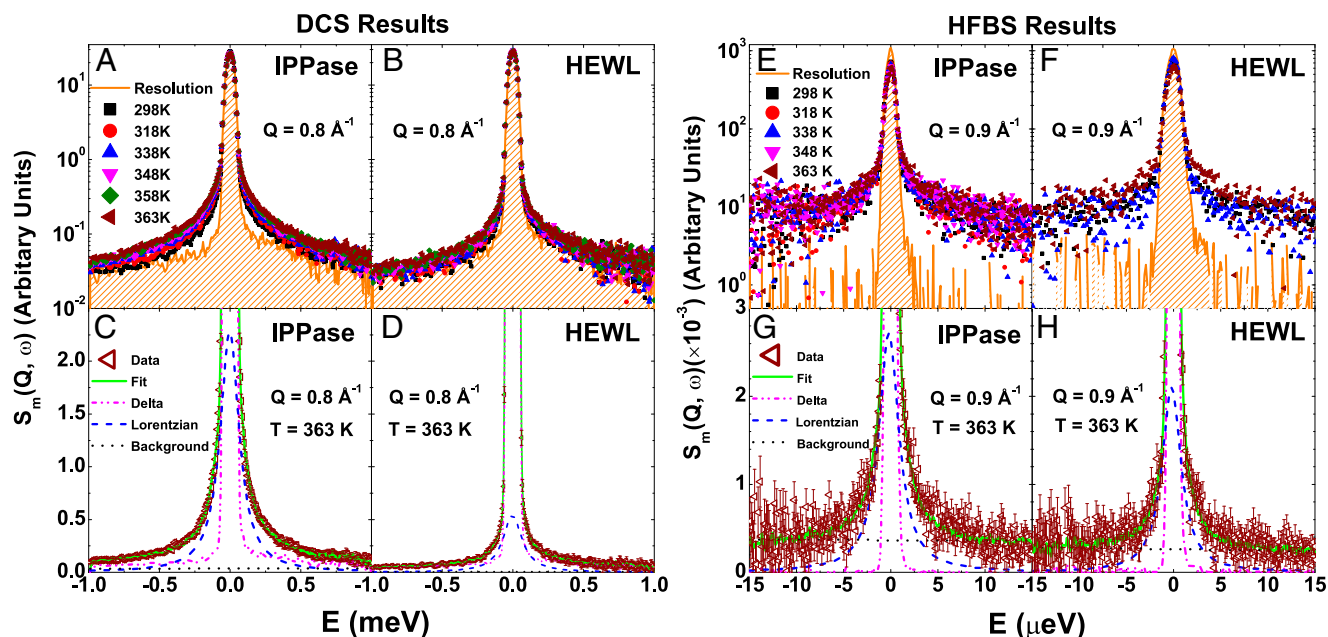 DCS Results
HFBS Results
S_m(Q, ω) (Arbitary Units)
A
IPPase
Resolution
298K
318K
338K
348K
358K
363K
Q = 0.8 Å⁻¹
10¹
10⁰
10⁻¹
10⁻²
B
HEWL
Q = 0.8 Å⁻¹
C
IPPase
Data
Fit
Delta
Lorentzian
Background
Q = 0.8 Å⁻¹
T = 363 K
2.0
1.5
1.0
0.5
0.0
-1.0 -0.5 0.0 0.5
D
HEWL
Q = 0.8 Å⁻¹
T = 363 K
-1.0 -0.5 0.0 0.5 1.0
E (meV)
S_m(Q, ω)(×10⁻³) (Arbitary Units)
E
IPPase
Resolution
298 K
318 K
338 K
348 K
363 K
Q = 0.9 Å⁻¹
10³
10²
10¹
10⁰
F
HEWL
Q = 0.9 Å⁻¹
G
IPPase
Data
Fit
Delta
Lorentzian
Background
Q = 0.9 Å⁻¹
T = 363 K
3
2
1
0
-15 -10 -5 0 5 10
H
HEWL
Q = 0.9 Å⁻¹
T = 363 K
-15 -10 -5 0 5 10 15
E (μeV)